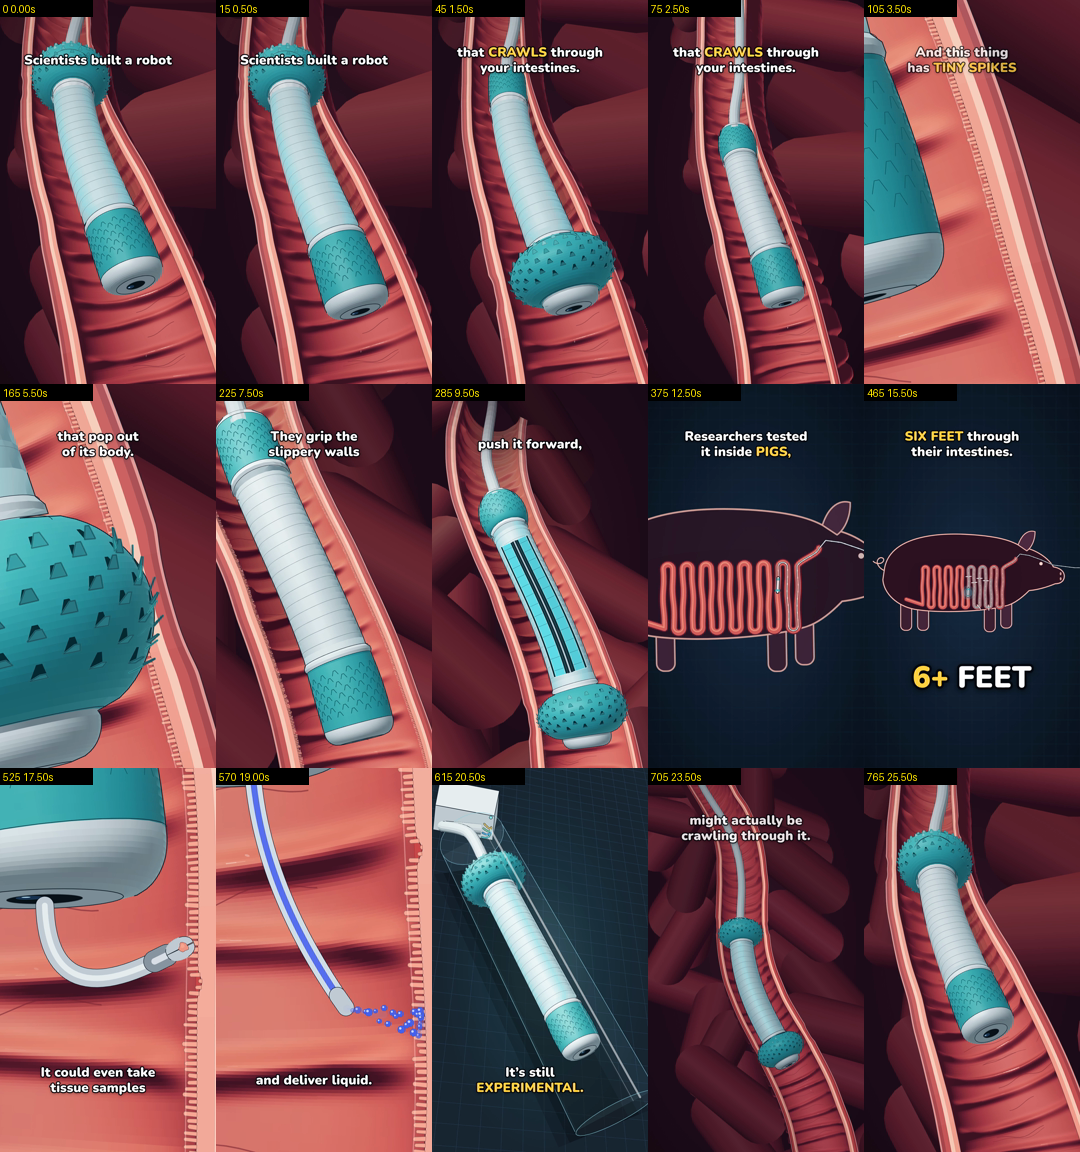 0 0.00s
Scientists built a robot
15 0.50s
Scientists built a robot
45 1.50s
that CRAWLS through
your intestines.
75 2.50s
that CRAWLS through
your intestines.
105 3.50s
And this thing
has TINY SPIKES
165 5.50s
that pop out
of its body.
225 7.50s
They grip the
slippery walls
285 9.50s
push it forward,
375 12.50s
Researchers tested
it inside PIGS,
465 15.50s
SIX FEET through
their intestines.
6+ FEET
525 17.50s
It could even take
tissue samples
570 19.00s
and deliver liquid.
615 20.50s
It's still
EXPERIMENTAL.
705 23.50s
might actually be
crawling through it.
765 25.50s